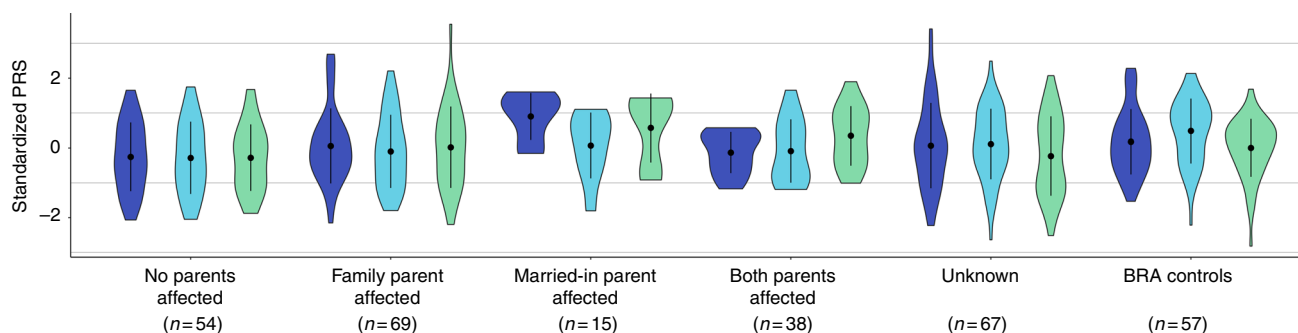 Standardized PRS
2
0
−2
No parents
affected
(n=54)
Family parent
affected
(n=69)
Married-in parent
affected
(n=15)
Both parents
affected
(n=38)
Unknown
(n=67)
BRA controls
(n=57)